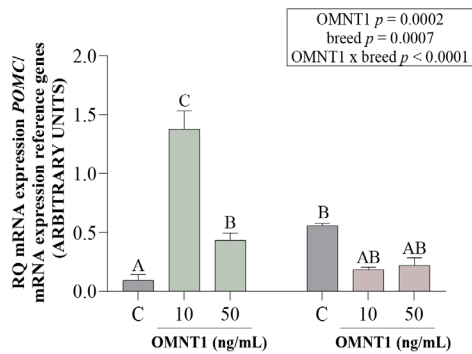 OMNT1 p = 0.0002
breed p = 0.0007
OMNT1 x breed p < 0.0001
RQ mRNA expression POMC/
mRNA expression reference genes
(ARBITRARY UNITS)
2.0
1.5
1.0
0.5
0.0
A
C
B
B
AB
AB
C
10
50
C
10
50
OMNT1 (ng/mL)
OMNT1 (ng/mL)